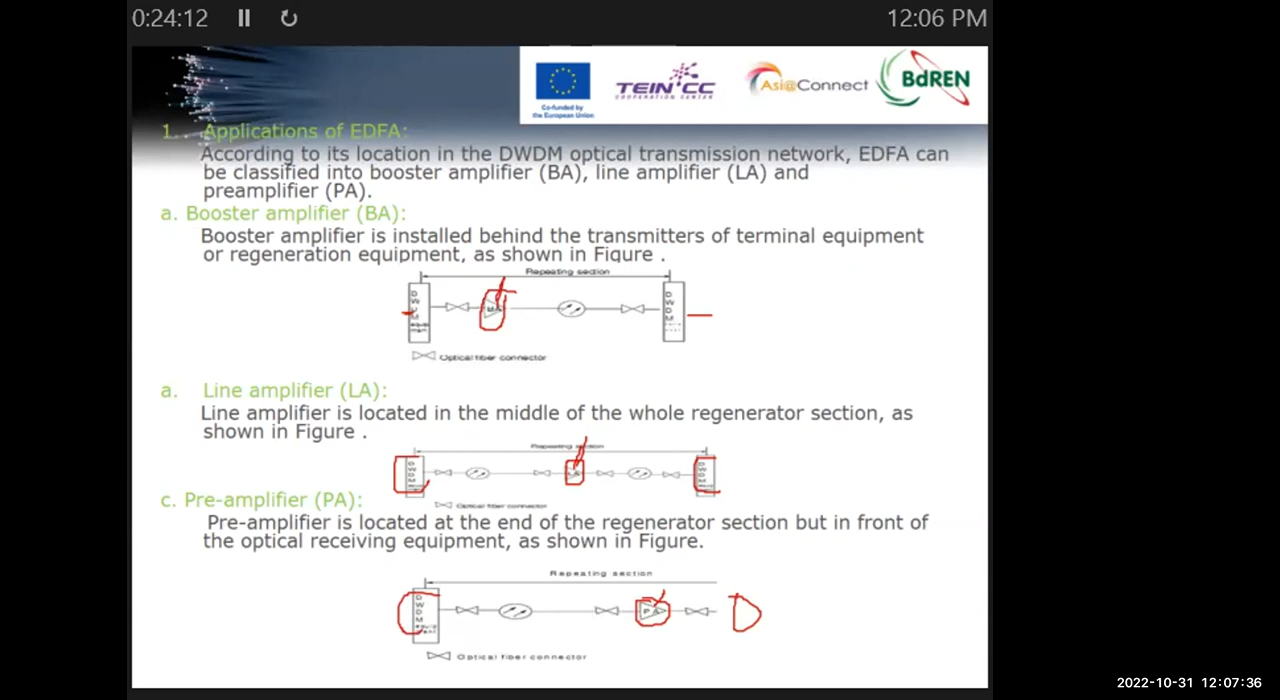 0:24:12
12:06 PM
Co-funded by
the European Union
TEIN*CC
COOPERATION CENTER
Asi@Connect
BdREN
1. Applications of EDFA:
According to its location in the DWDM optical transmission network, EDFA can
be classified into booster amplifier (BA), line amplifier (LA) and
preamplifier (PA).
a. Booster amplifier (BA):
Booster amplifier is installed behind the transmitters of terminal equipment
or regeneration equipment, as shown in Figure .
Repeating section
DWDM
DWDM
Optical fiber connector
a. Line amplifier (LA):
Line amplifier is located in the middle of the whole regenerator section, as
shown in Figure .
Repeating section
DWDM
DWDM
Optical fiber connector
c. Pre-amplifier (PA):
Pre-amplifier is located at the end of the regenerator section but in front of
the optical receiving equipment, as shown in Figure.
Repeating section
DWDM
PA
D
Optical fiber connector
2022-10-31 12:07:36